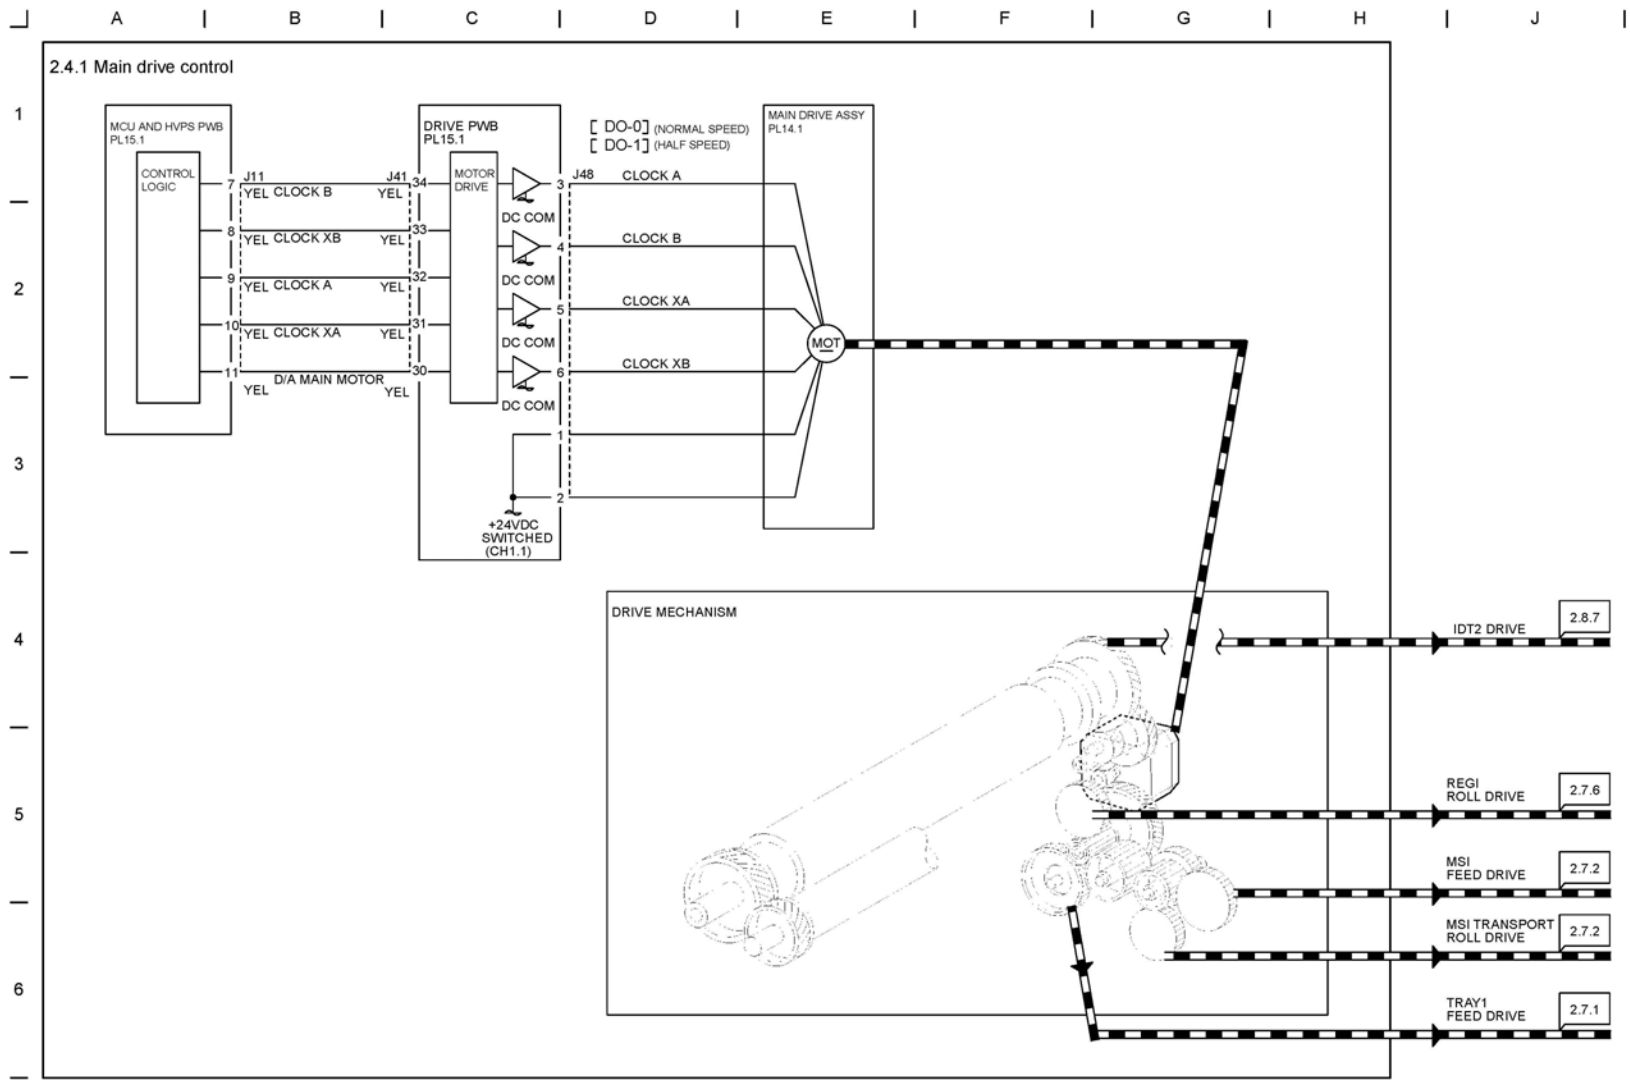 A B C D E F G H J
2.4.1 Main drive control
1
2
3
4
5
6
MCU AND HVPS PWB
PL15.1
CONTROL
LOGIC
7
8
9
10
11
J11
YEL CLOCK B
YEL CLOCK XB
YEL CLOCK A
YEL CLOCK XA
D/A MAIN MOTOR
YEL
J41
YEL
YEL
YEL
YEL
YEL
34
33
32
31
30
DRIVE PWB
PL15.1
MOTOR
DRIVE
DC COM
DC COM
DC COM
DC COM
3
4
5
6
1
2
+24VDC
SWITCHED
(CH1.1)
J48
[ DO-0] (NORMAL SPEED)
[ DO-1] (HALF SPEED)
CLOCK A
CLOCK B
CLOCK XA
CLOCK XB
MAIN DRIVE ASSY
PL14.1
MOT
DRIVE MECHANISM
IDT2 DRIVE
2.8.7
REGI
ROLL DRIVE
2.7.6
MSI
FEED DRIVE
2.7.2
MSI TRANSPORT
ROLL DRIVE
2.7.2
TRAY1
FEED DRIVE
2.7.1